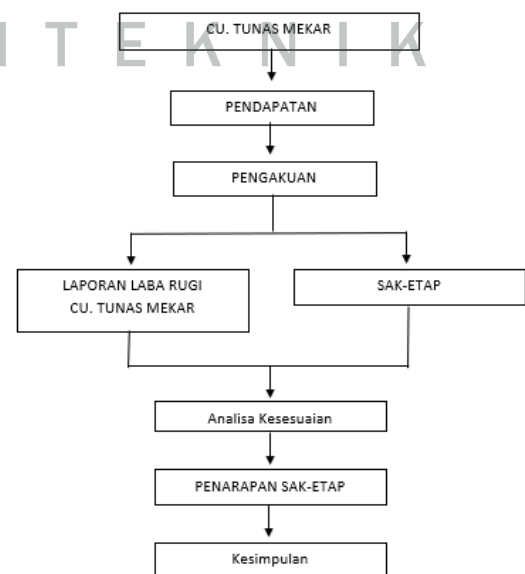 ITEKNIK
CU. TUNAS MEKAR
PENDAPATAN
PENGAKUAN
LAPORAN LABA RUGI
CU. TUNAS MEKAR
SAK-ETAP
Analisa Kesesuaian
PENARAPAN SAK-ETAP
Kesimpulan